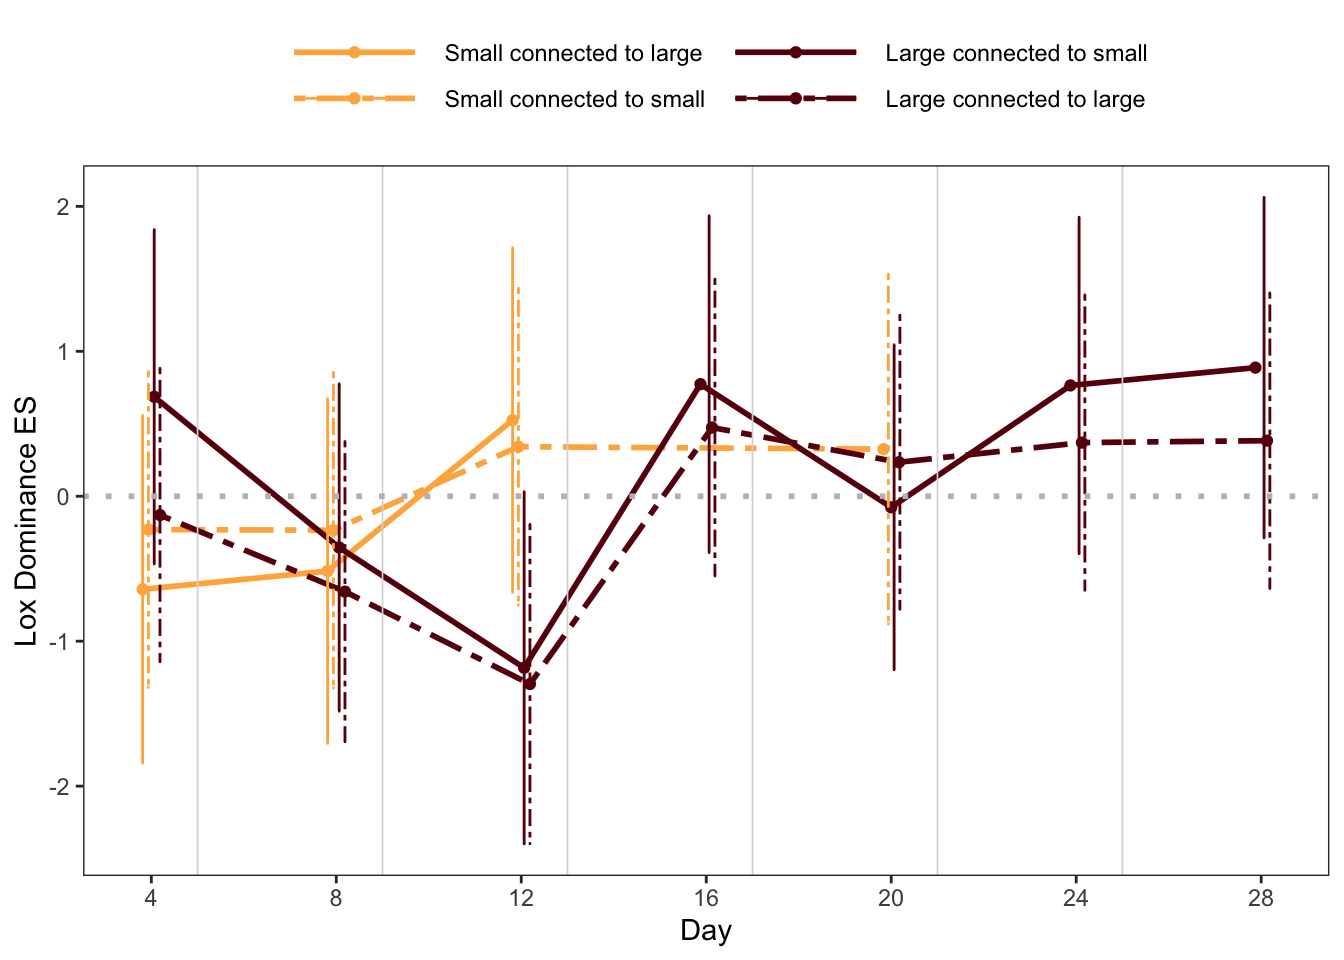 Small connected to large
Large connected to small
Small connected to small
Large connected to large
Lox Dominance ES
2
1
0
-1
-2
4
8
12
16
20
24
28
Day